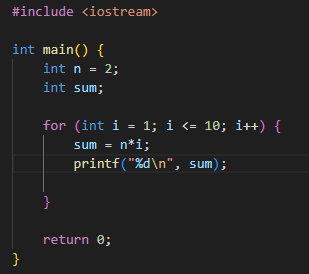 #include <iostream>
int main() {
    int n = 2;
    int sum;
    for (int i = 1; i <= 10; i++) {
        sum = n*i;
        printf("%d\n", sum);
    }
    return 0;
}